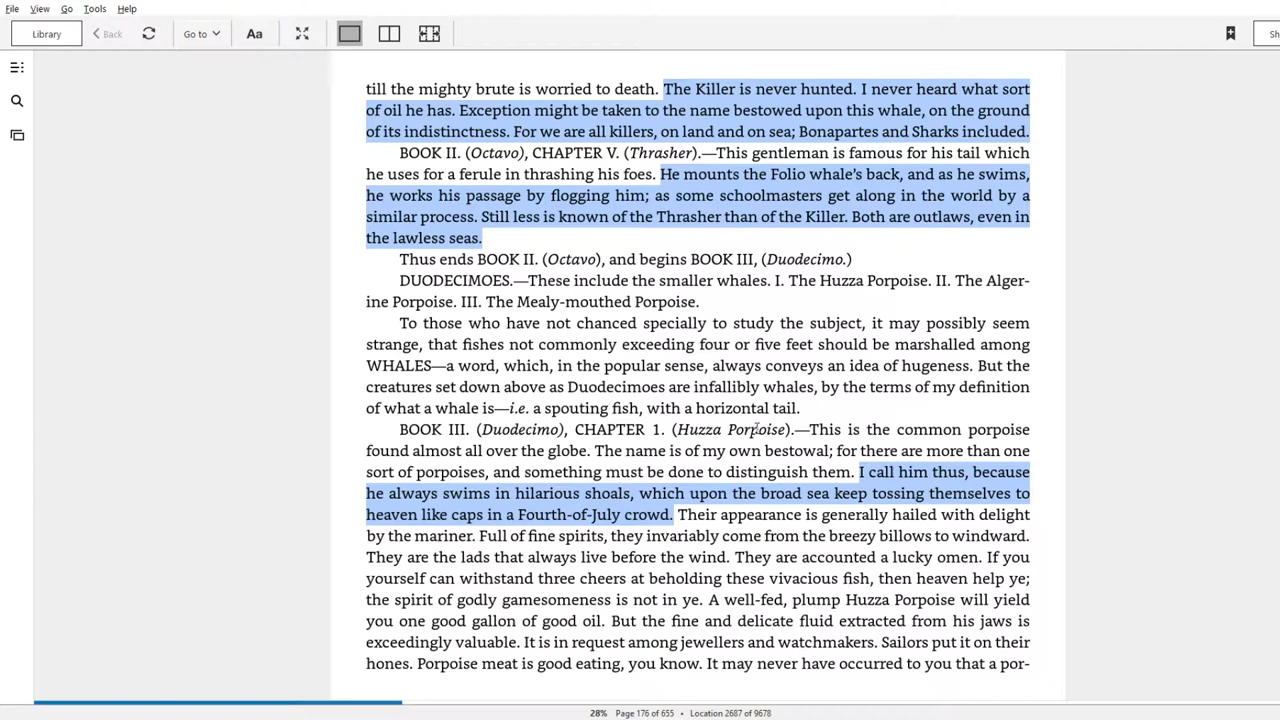 File View Go Tools Help
Library Back Go to Aa Sh
till the mighty brute is worried to death. The Killer is never hunted. I never heard what sort
of oil he has. Exception might be taken to the name bestowed upon this whale, on the ground
of its indistinctness. For we are all killers, on land and on sea; Bonapartes and Sharks included.
BOOK II. (Octavo), CHAPTER V. (Thrasher).—This gentleman is famous for his tail which
he uses for a ferule in thrashing his foes. He mounts the Folio whale’s back, and as he swims,
he works his passage by flogging him; as some schoolmasters get along in the world by a
similar process. Still less is known of the Thrasher than of the Killer. Both are outlaws, even in
the lawless seas.
Thus ends BOOK II. (Octavo), and begins BOOK III, (Duodecimo.)
DUODECIMOES.—These include the smaller whales. I. The Huzza Porpoise. II. The Alger-
ine Porpoise. III. The Mealy-mouthed Porpoise.
To those who have not chanced specially to study the subject, it may possibly seem
strange, that fishes not commonly exceeding four or five feet should be marshalled among
WHALES—a word, which, in the popular sense, always conveys an idea of hugeness. But the
creatures set down above as Duodecimoes are infallibly whales, by the terms of my definition
of what a whale is—i.e. a spouting fish, with a horizontal tail.
BOOK III. (Duodecimo), CHAPTER 1. (Huzza Porpoise).—This is the common porpoise
found almost all over the globe. The name is of my own bestowal; for there are more than one
sort of porpoises, and something must be done to distinguish them. I call him thus, because
he always swims in hilarious shoals, which upon the broad sea keep tossing themselves to
heaven like caps in a Fourth-of-July crowd. Their appearance is generally hailed with delight
by the mariner. Full of fine spirits, they invariably come from the breezy billows to windward.
They are the lads that always live before the wind. They are accounted a lucky omen. If you
yourself can withstand three cheers at beholding these vivacious fish, then heaven help ye;
the spirit of godly gamesomeness is not in ye. A well-fed, plump Huzza Porpoise will yield
you one good gallon of good oil. But the fine and delicate fluid extracted from his jaws is
exceedingly valuable. It is in request among jewellers and watchmakers. Sailors put it on their
hones. Porpoise meat is good eating, you know. It may never have occurred to you that a por-
28% Page 176 of 655 • Location 2687 of 9678